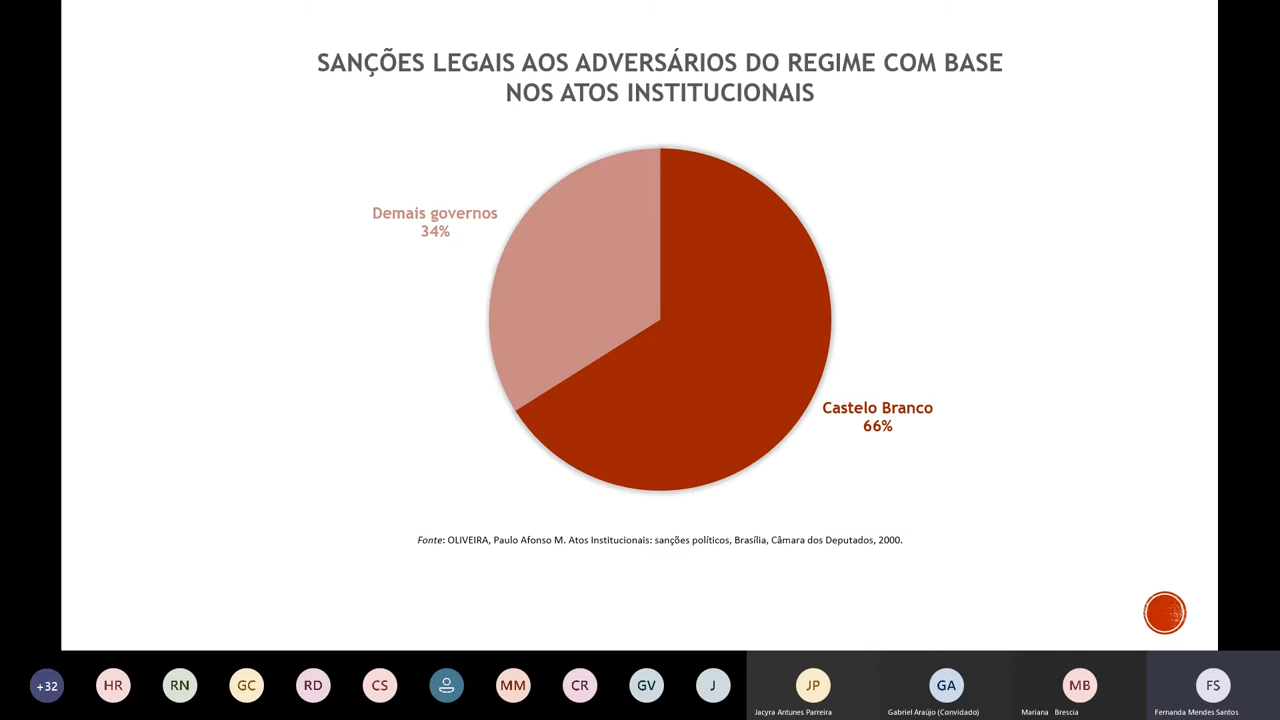 SANÇÕES LEGAIS AOS ADVERSÁRIOS DO REGIME COM BASE
NOS ATOS INSTITUCIONAIS
Demais governos
34%
Castelo Branco
66%
Fonte: OLIVEIRA, Paulo Afonso M. Atos Institucionais: sanções políticos, Brasília, Câmara dos Deputados, 2000.
+32
HR
RN
GC
RD
CS
MM
CR
GV
J
JP
GA
MB
FS
Jacyra Antunes Parreira
Gabriel Araújo (Convidado)
Mariana Brescia
Fernanda Mendes Santos